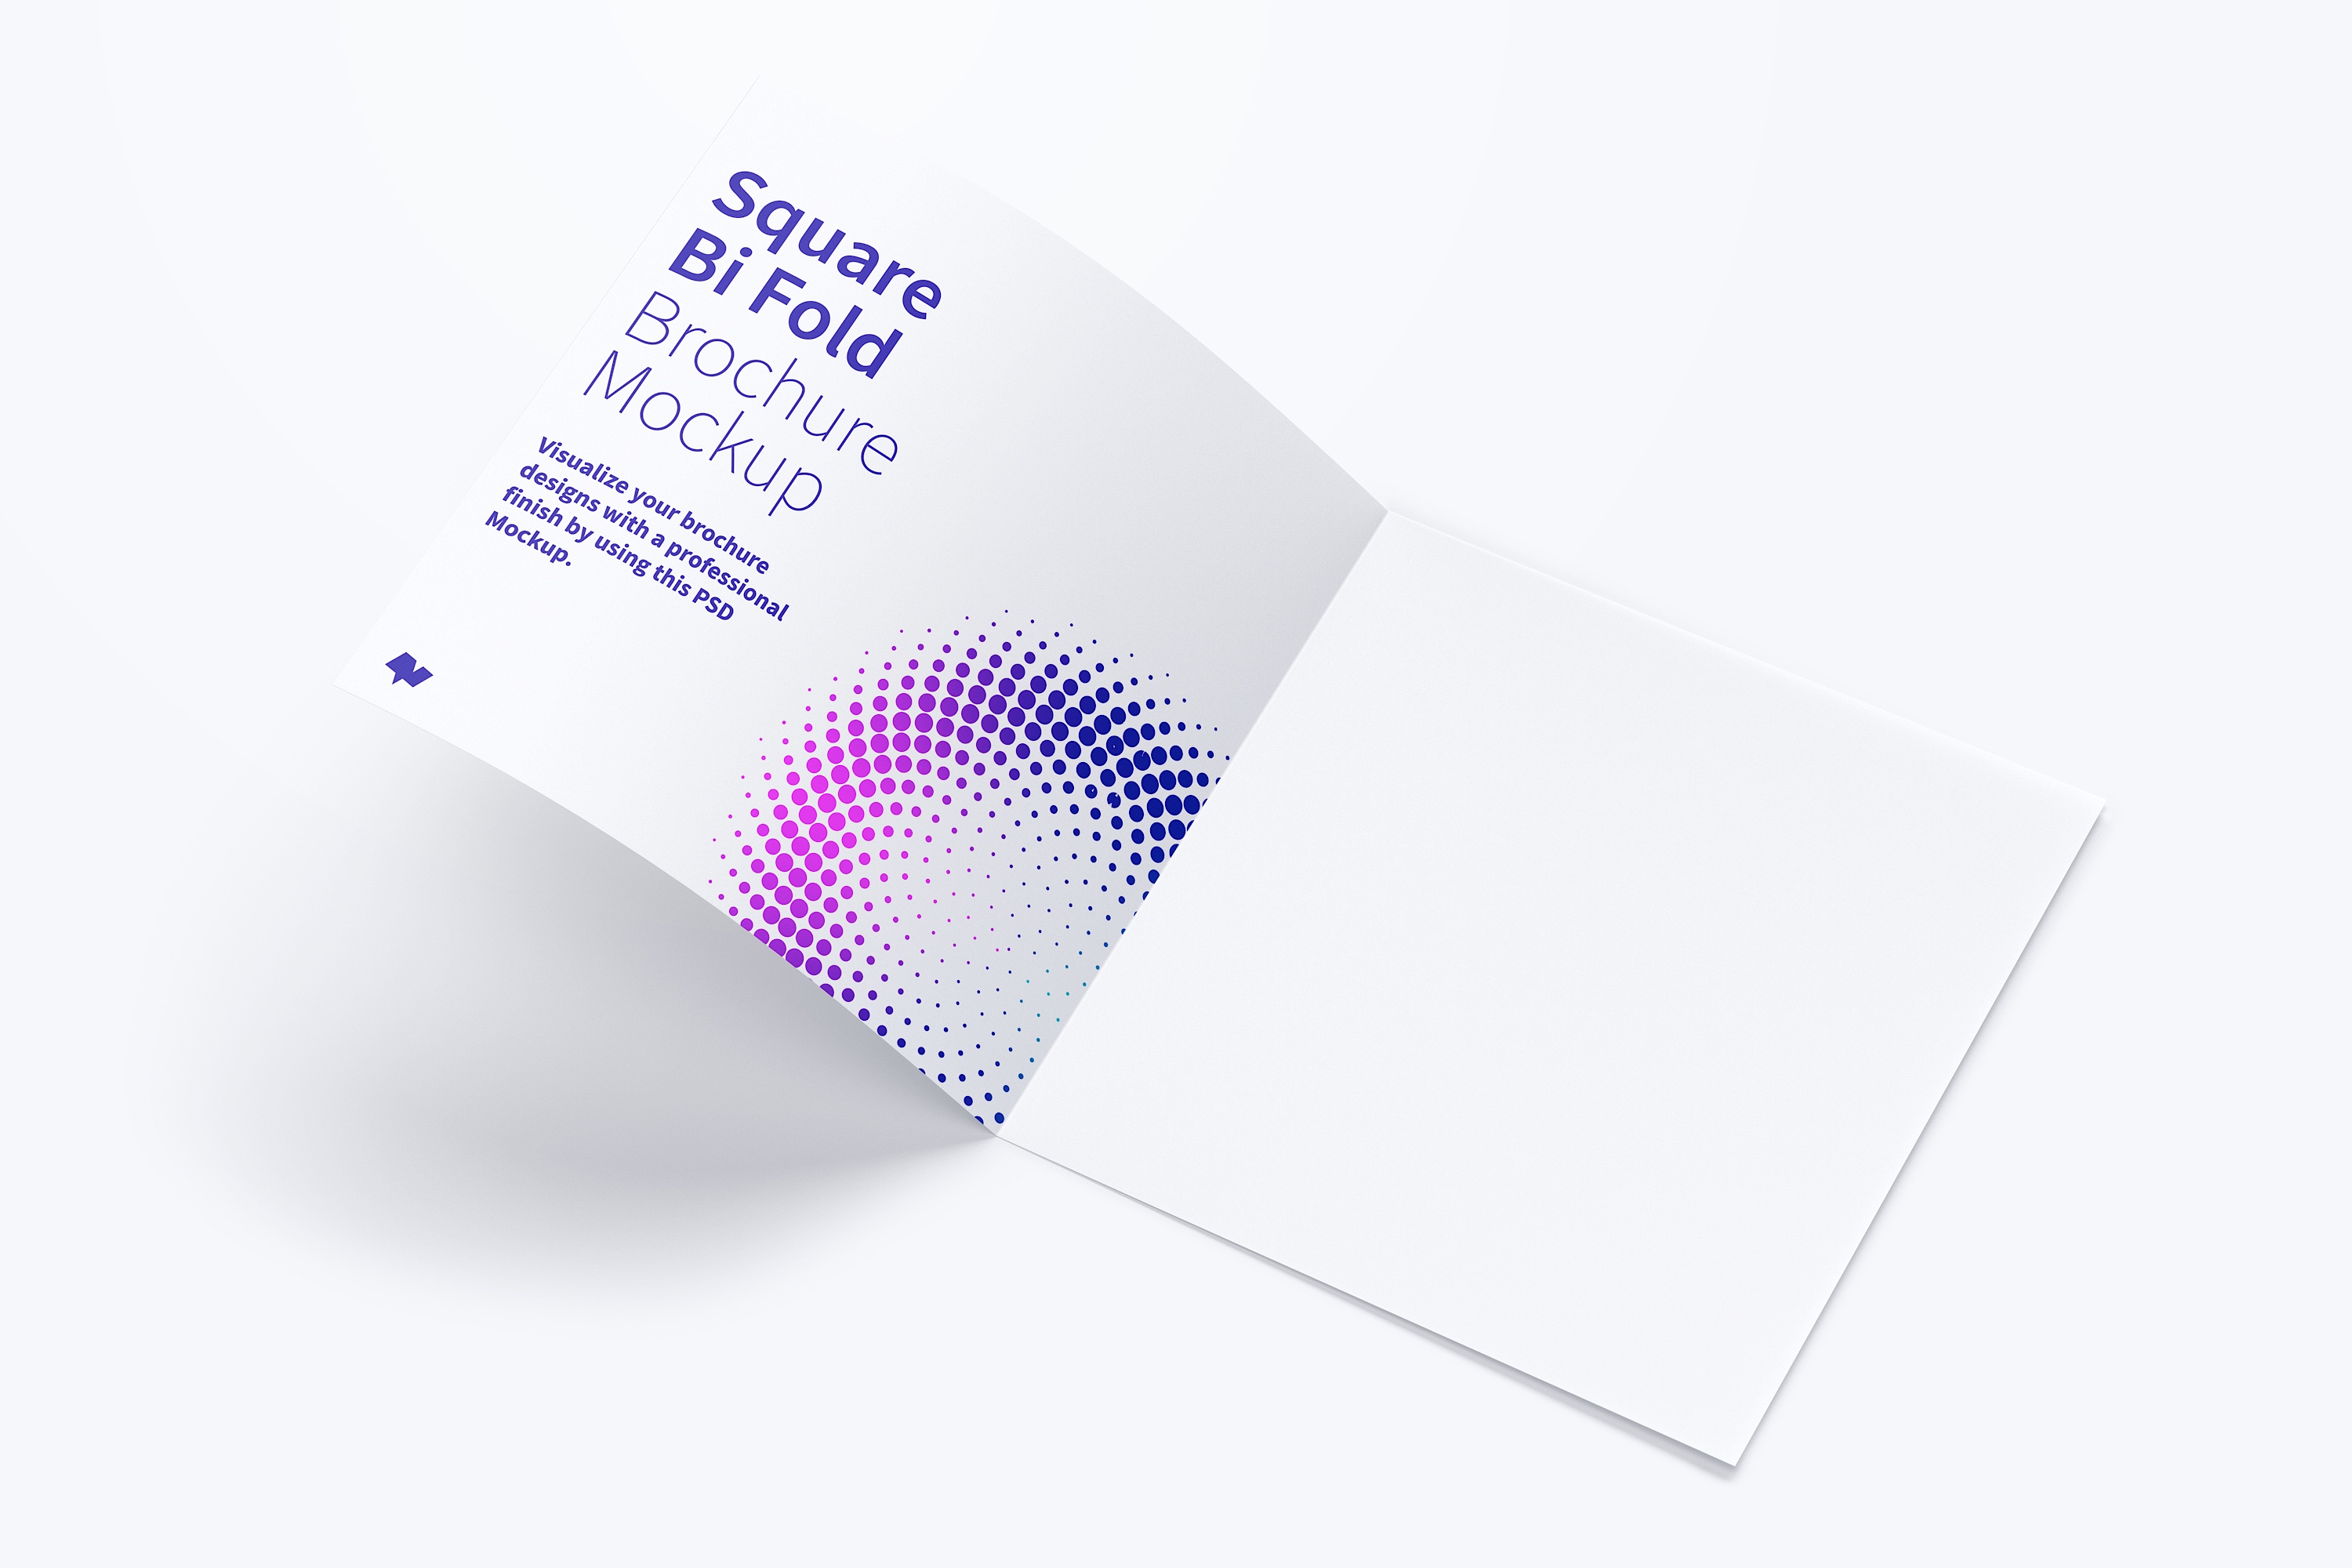 Square
Bi Fold
Brochure
Mockup
Visualize your brochure
designs with a professional
finish by using this PSD
Mockup.